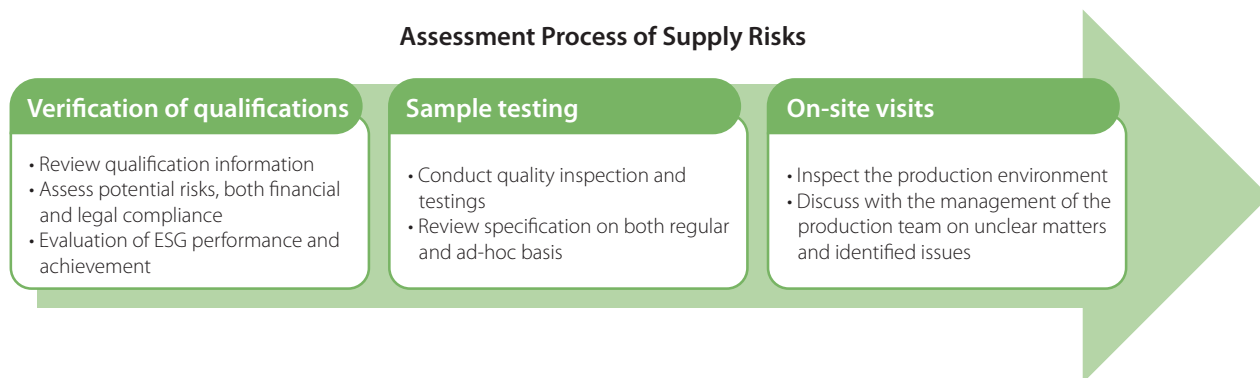 Assessment Process of Supply Risks
Verification of qualifications
• Review qualification information
• Assess potential risks, both financial
and legal compliance
• Evaluation of ESG performance and
achievement
Sample testing
• Conduct quality inspection and
testings
• Review specification on both regular
and ad-hoc basis
On-site visits
• Inspect the production environment
• Discuss with the management of the
production team on unclear matters
and identified issues